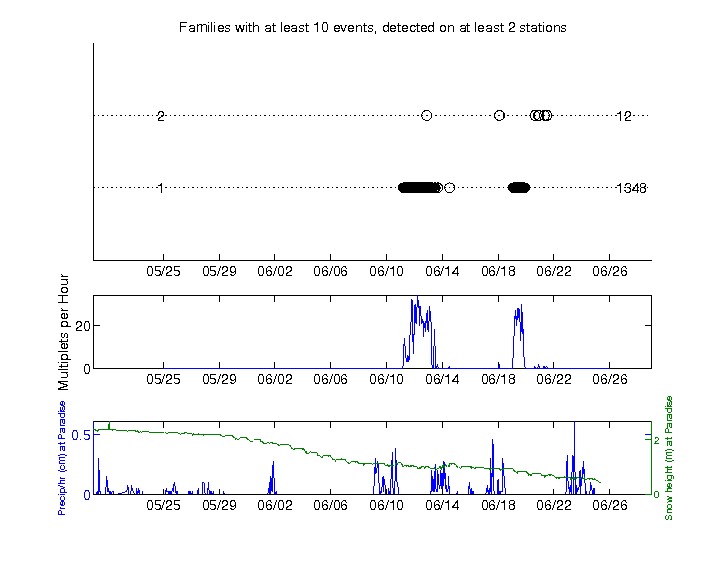 Families with at least 10 events, detected on at least 2 stations
2 12
1 1348
05/25 05/29 06/02 06/06 06/10 06/14 06/18 06/22 06/26
Multiplets per Hour
20
0
05/25 05/29 06/02 06/06 06/10 06/14 06/18 06/22 06/26
Precip/hr (cm) at Paradise
0.5
0
Snow height (m) at Paradise
2
0
05/25 05/29 06/02 06/06 06/10 06/14 06/18 06/22 06/26